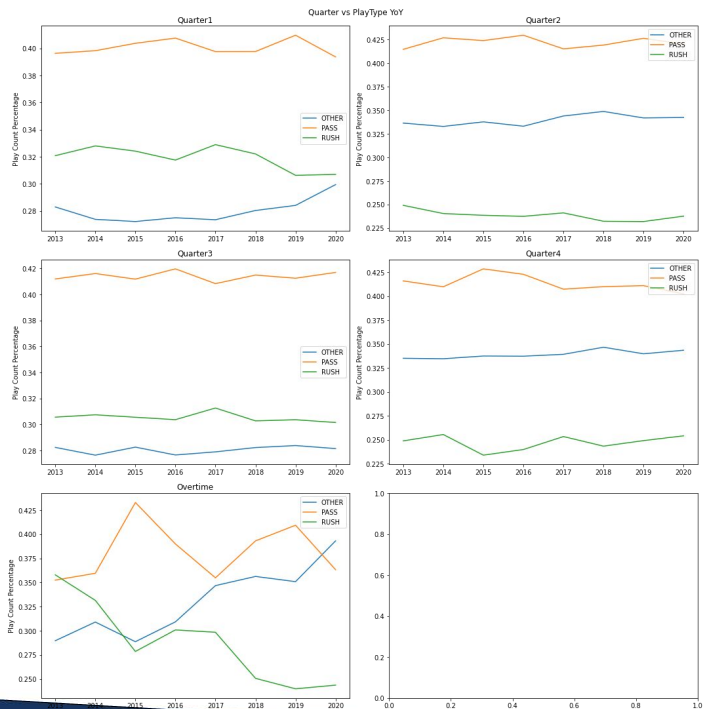 Quarter vs PlayType YoY
Quarter1
Play Count Percentage
0.40
0.38
0.36
0.34
0.32
0.30
0.28
OTHER
PASS
RUSH
2013 2014 2015 2016 2017 2018 2019 2020
Quarter2
Play Count Percentage
0.425
0.400
0.375
0.350
0.325
0.300
0.275
0.250
0.225
OTHER
PASS
RUSH
2013 2014 2015 2016 2017 2018 2019 2020
Quarter3
Play Count Percentage
0.42
0.40
0.38
0.36
0.34
0.32
0.30
0.28
OTHER
PASS
RUSH
2013 2014 2015 2016 2017 2018 2019 2020
Quarter4
Play Count Percentage
0.425
0.400
0.375
0.350
0.325
0.300
0.275
0.250
0.225
OTHER
PASS
RUSH
2013 2014 2015 2016 2017 2018 2019 2020
Overtime
Play Count Percentage
0.425
0.400
0.375
0.350
0.325
0.300
0.275
0.250
OTHER
PASS
RUSH
2013 2014 2015 2016 2017 2018 2019 2020
1.0
0.8
0.6
0.4
0.2
0.0
0.0 0.2 0.4 0.6 0.8 1.0